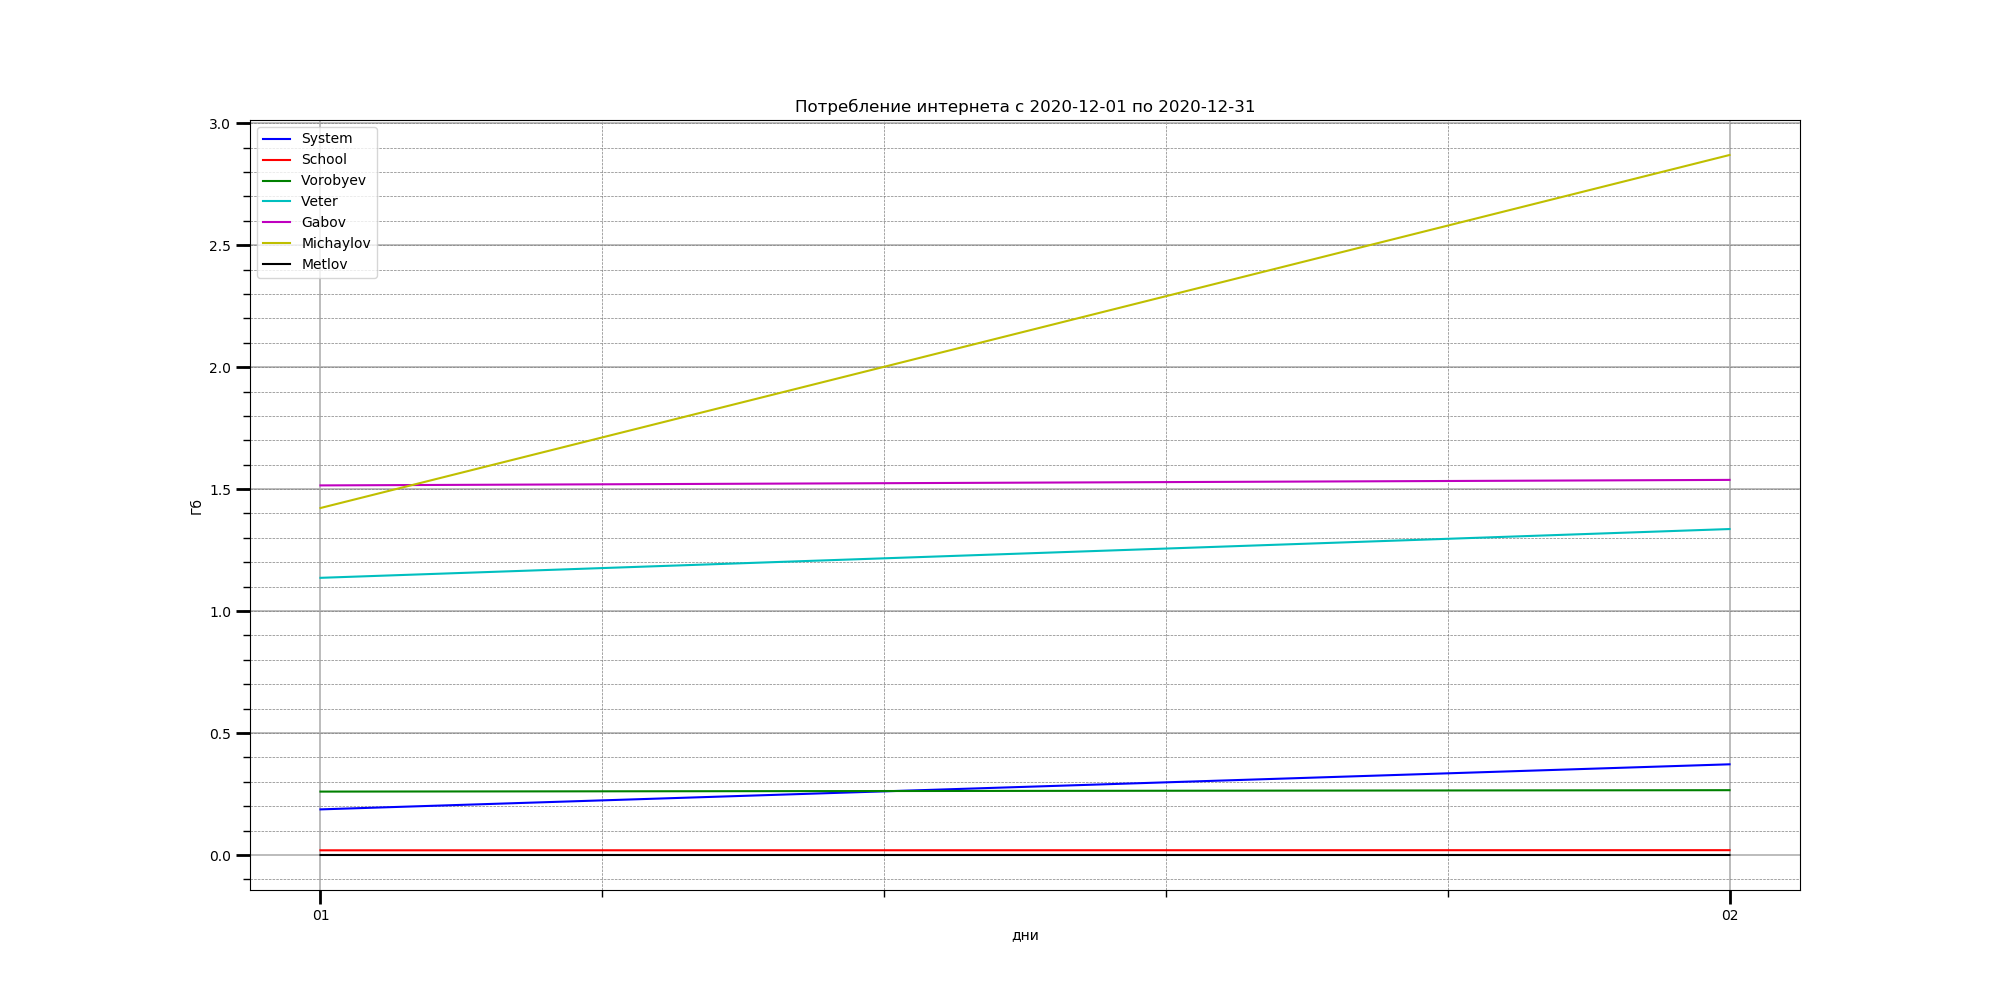 Потребление интернета с 2020-12-01 по 2020-12-31
3.0
2.5
2.0
1.5
1.0
0.5
0.0
Гб
System
School
Vorobyev
Veter
Gabov
Michaylov
Metlov
01
02
дни